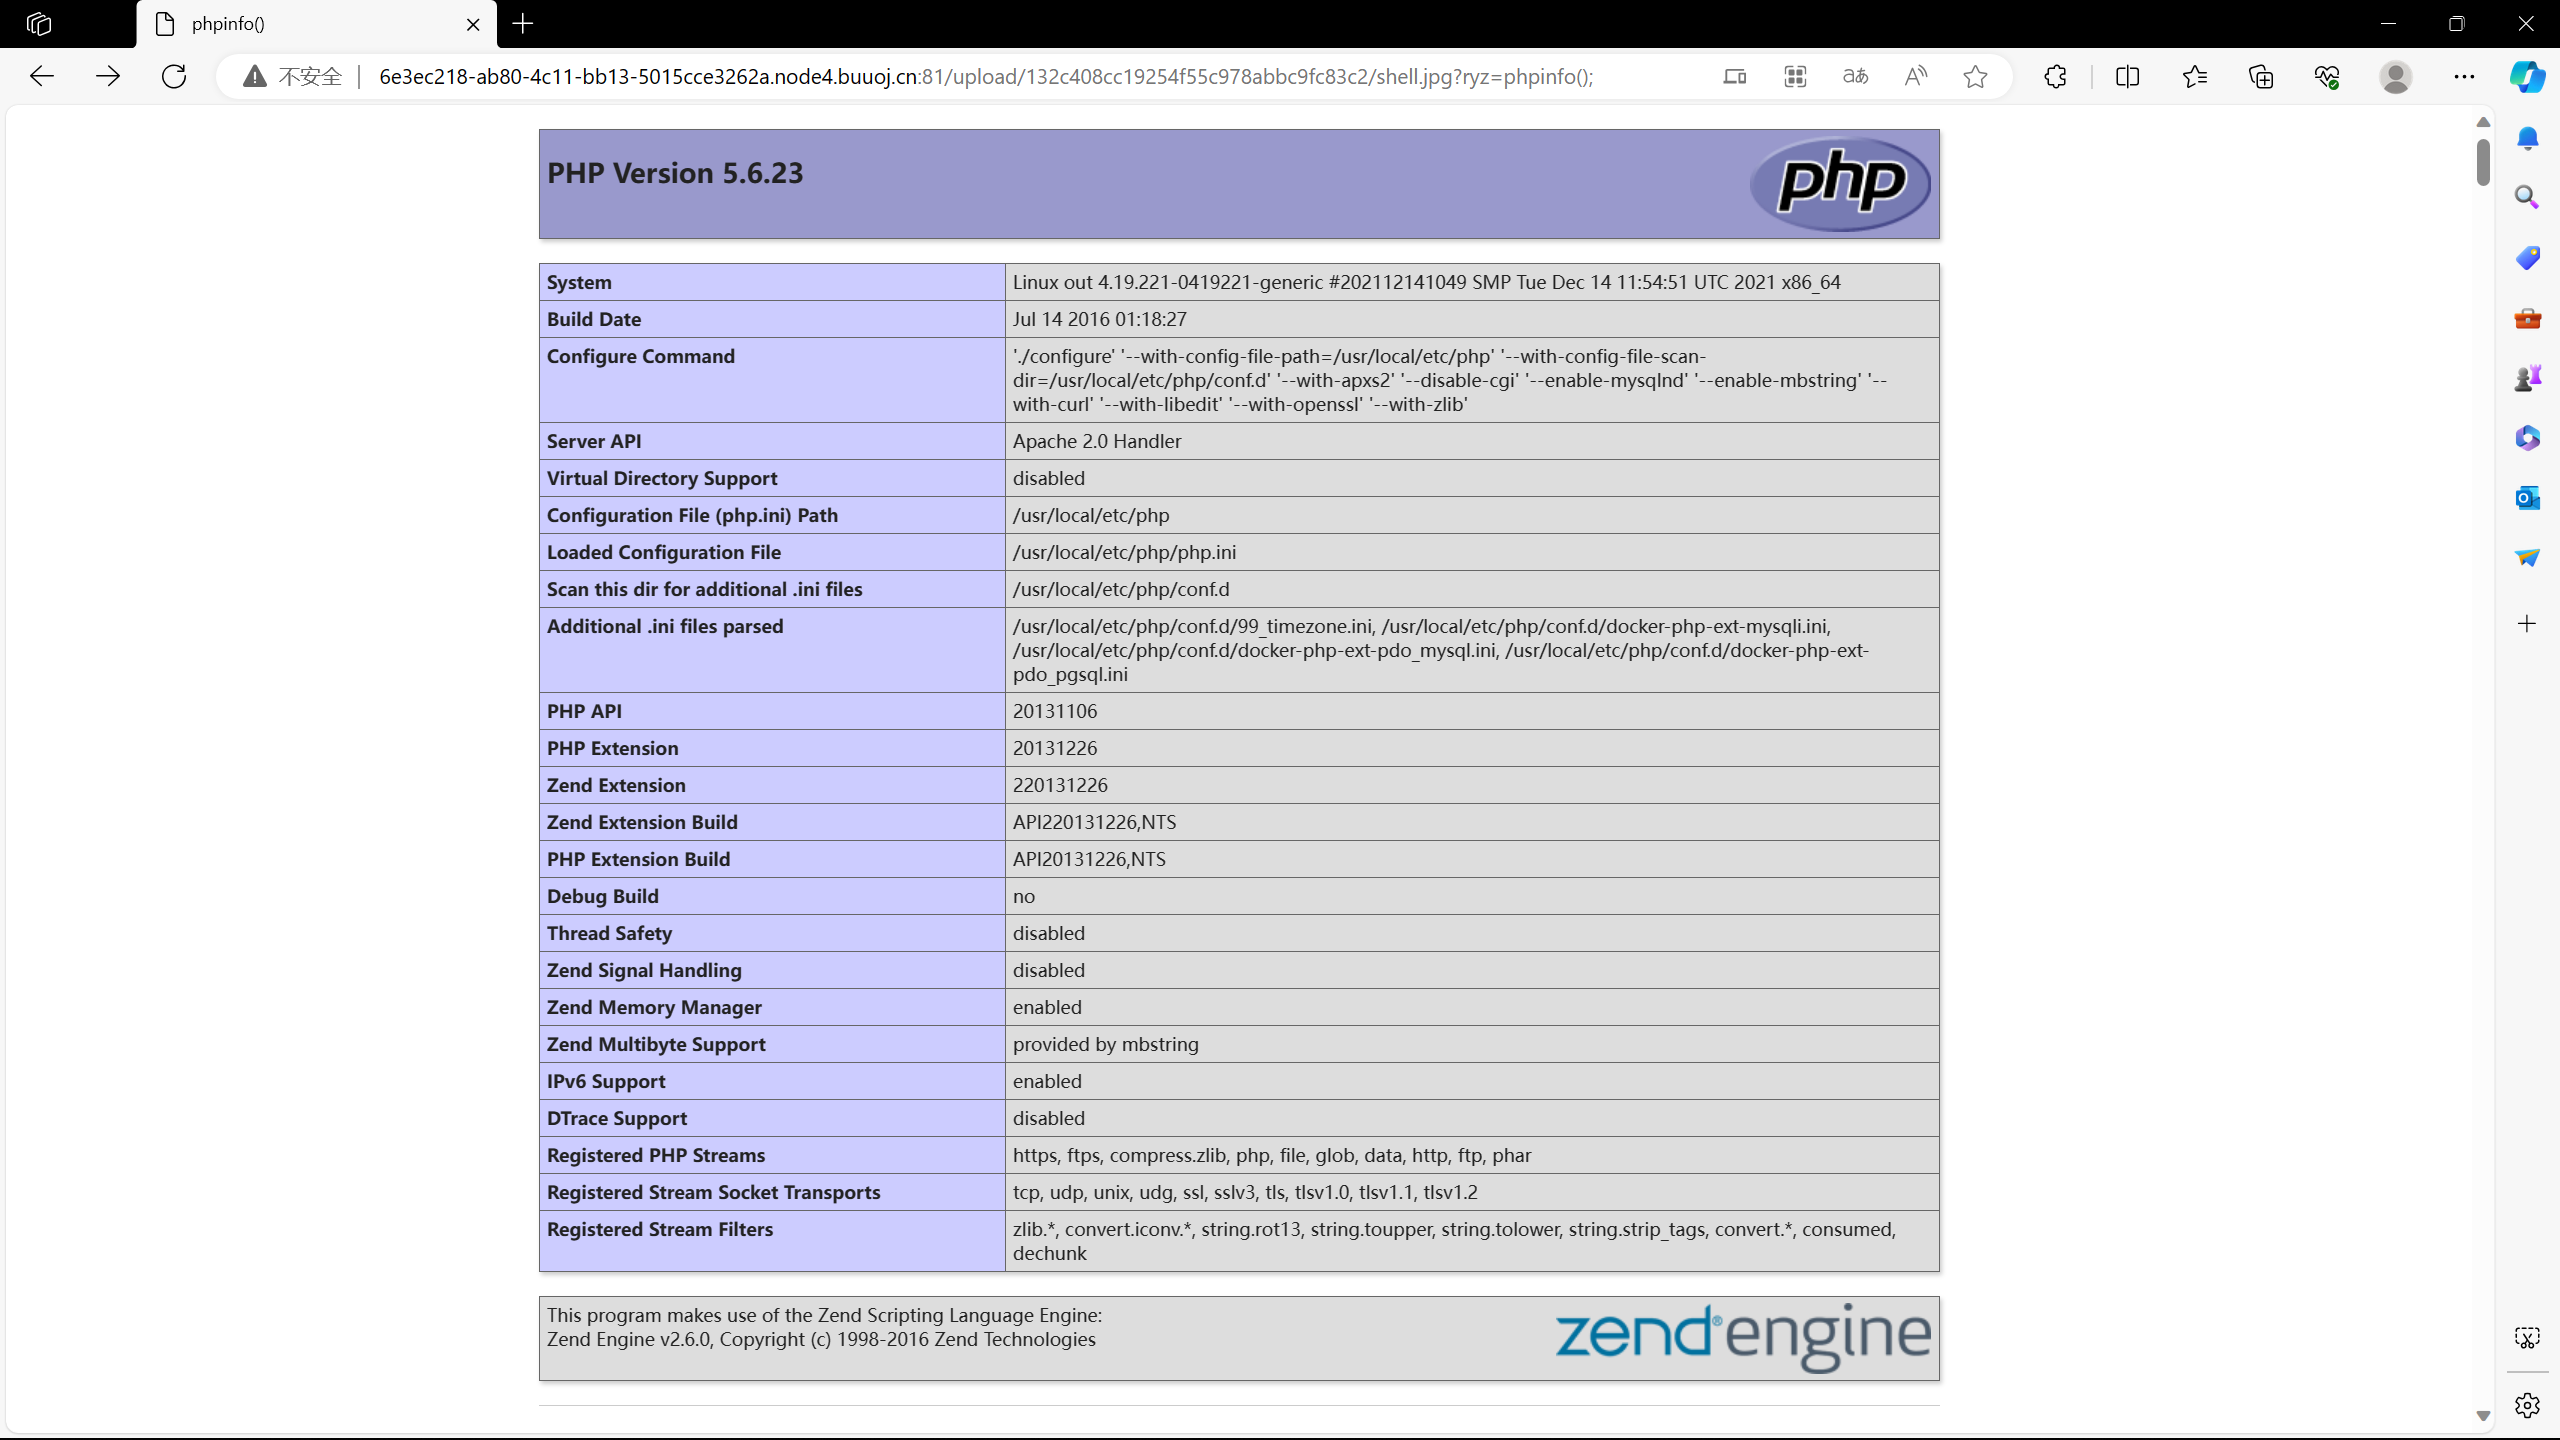 phpinfo()
不安全
6e3ec218-ab80-4c11-bb13-5015cce3262a.node4.buuoj.cn:81/upload/132c408cc19254f55c978abbc9fc83c2/shell.jpg?ryz=phpinfo();
PHP Version 5.6.23
php
System Linux out 4.19.221-0419221-generic #202112141049 SMP Tue Dec 14 11:54:51 UTC 2021 x86_64
Build Date Jul 14 2016 01:18:27
Configure Command './configure' '--with-config-file-path=/usr/local/etc/php' '--with-config-file-scan-
dir=/usr/local/etc/php/conf.d' '--with-apxs2' '--disable-cgi' '--enable-mysqlnd' '--enable-mbstring' '--
with-curl' '--with-libedit' '--with-openssl' '--with-zlib'
Server API Apache 2.0 Handler
Virtual Directory Support disabled
Configuration File (php.ini) Path /usr/local/etc/php
Loaded Configuration File /usr/local/etc/php/php.ini
Scan this dir for additional .ini files /usr/local/etc/php/conf.d
Additional .ini files parsed /usr/local/etc/php/conf.d/99_timezone.ini, /usr/local/etc/php/conf.d/docker-php-ext-mysqli.ini,
/usr/local/etc/php/conf.d/docker-php-ext-pdo_mysql.ini, /usr/local/etc/php/conf.d/docker-php-ext-
pdo_pgsql.ini
PHP API 20131106
PHP Extension 20131226
Zend Extension 220131226
Zend Extension Build API220131226,NTS
PHP Extension Build API20131226,NTS
Debug Build no
Thread Safety disabled
Zend Signal Handling disabled
Zend Memory Manager enabled
Zend Multibyte Support provided by mbstring
IPv6 Support enabled
DTrace Support disabled
Registered PHP Streams https, ftps, compress.zlib, php, file, glob, data, http, ftp, phar
Registered Stream Socket Transports tcp, udp, unix, udg, ssl, sslv3, tls, tlsv1.0, tlsv1.1, tlsv1.2
Registered Stream Filters zlib.*, convert.iconv.*, string.rot13, string.toupper, string.tolower, string.strip_tags, convert.*, consumed,
dechunk
This program makes use of the Zend Scripting Language Engine:
Zend Engine v2.6.0, Copyright (c) 1998-2016 Zend Technologies
zend®engine